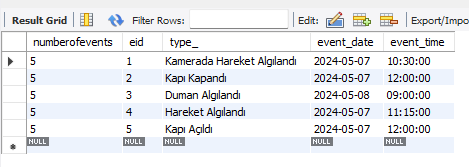 Result Grid Filter Rows: Edit: Export/Impo
numberofevents eid type_ event_date event_time
5 1 Kamerada Hareket Algılandı 2024-05-07 10:30:00
5 2 Kapı Kapandı 2024-05-07 12:00:00
5 3 Duman Algılandı 2024-05-08 09:00:00
5 4 Hareket Algılandı 2024-05-07 11:15:00
5 5 Kapı Açıldı 2024-05-07 12:00:00
NULL NULL NULL NULL NULL